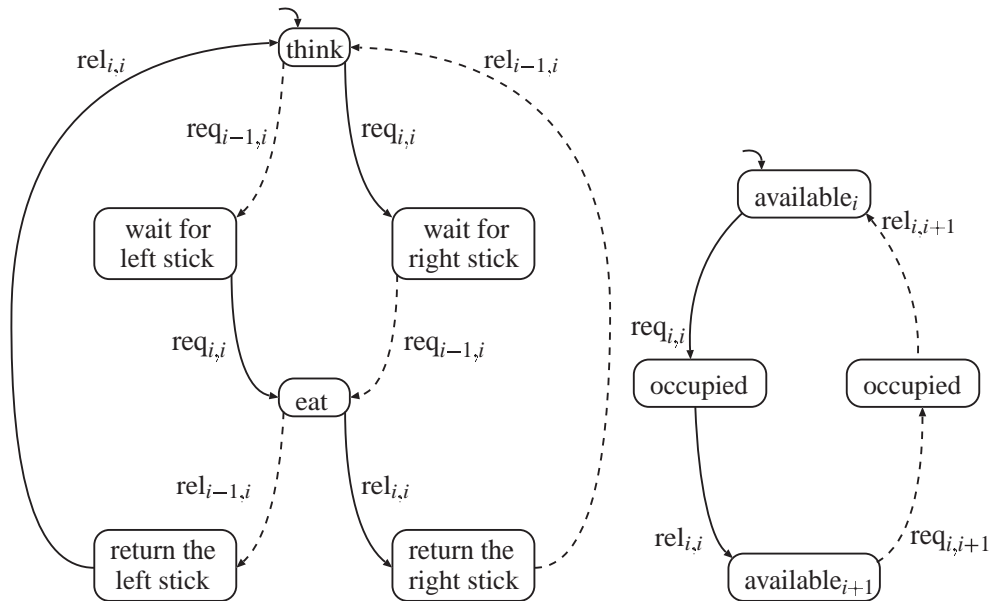 think
rel_{i,i}
rel_{i−1,i}
req_{i−1,i}
req_{i,i}
wait for
left stick
wait for
right stick
req_{i,i}
req_{i−1,i}
eat
rel_{i−1,i}
rel_{i,i}
return the
left stick
return the
right stick
available_i
rel_{i,i+1}
req_{i,i}
occupied
occupied
rel_{i,i}
req_{i,i+1}
available_{i+1}